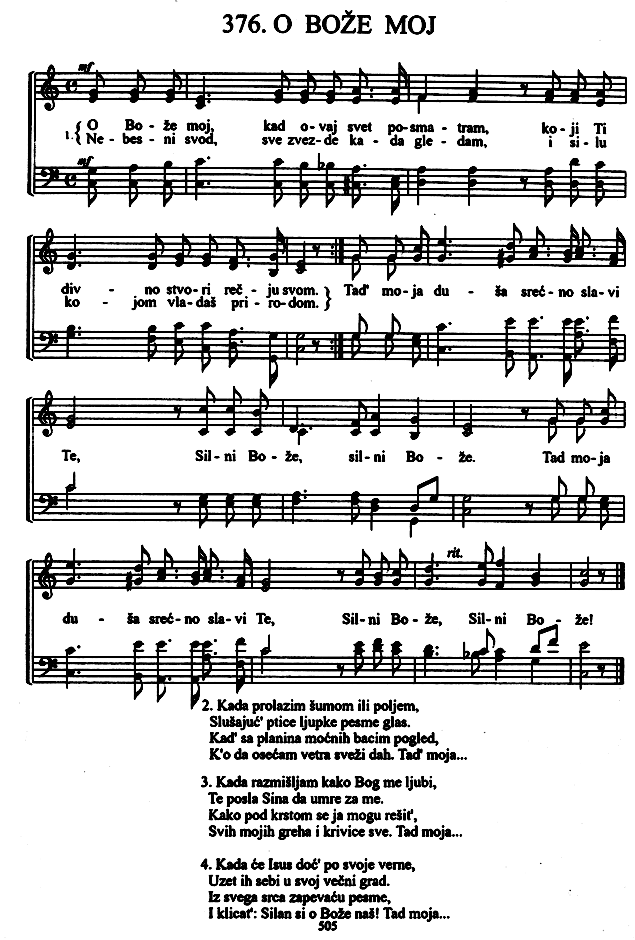 376. O BOŽE MOJ
mf
1. { O Bo - že moj, kad o - vaj svet po-sma - tram, ko - ji Ti
Ne - bes - ni svod, sve zvez-de ka - da gle - dam, i si - lu
mf
div - no stvo - ri reč - ju svom. } Tad' mo-ja du - ša sreć-no sla-vi
ko - jom vla-daš pri - ro-dom.
Te, Sil - ni Bo - že, sil - ni Bo - že. Tad mo-ja
rit.
du - ša sreć-no sla-vi Te, Sil- ni Bo - že, Sil - ni Bo - že!
2. Kada prolazim šumom ili poljem,
Slušajuć' ptice ljupke pesme glas.
Kad' sa planina moćnih bacim pogled,
K'o da osećam vetra sveži dah. Tad' moja...
3. Kada razmišljam kako Bog me ljubi,
Te posla Sina da umre za me.
Kako pod krstom se ja mogu rešit',
Svih mojih greha i krivice sve. Tad moja...
4. Kada će Isus doć' po svoje verne,
Uzet ih sebi u svoj večni grad.
Iz svega srca zapevaću pesme,
I klicat': Silan si o Bože naš! Tad moja...
505